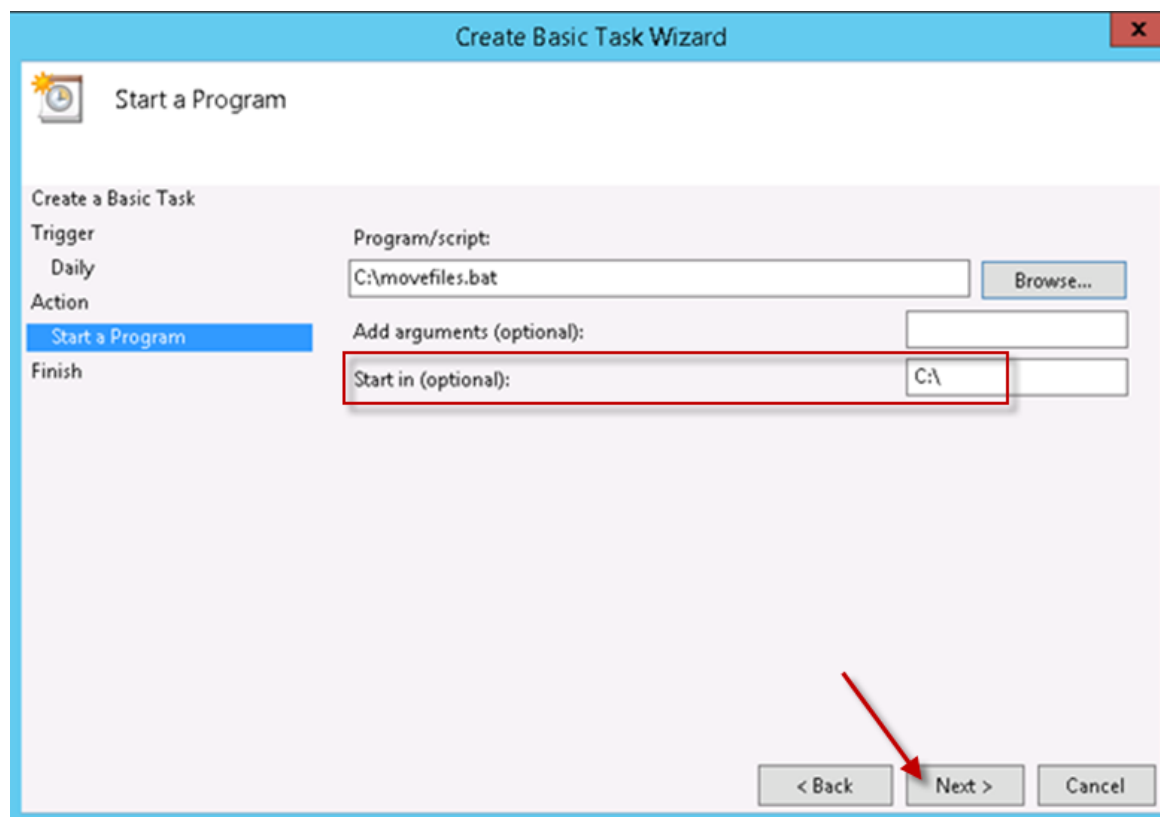 Create Basic Task Wizard
x
Start a Program
Create a Basic Task
Trigger
Daily
Action
Start a Program
Finish
Program/script:
C:\movefiles.bat
Browse...
Add arguments (optional):
Start in (optional):
C:\
< Back
Next >
Cancel